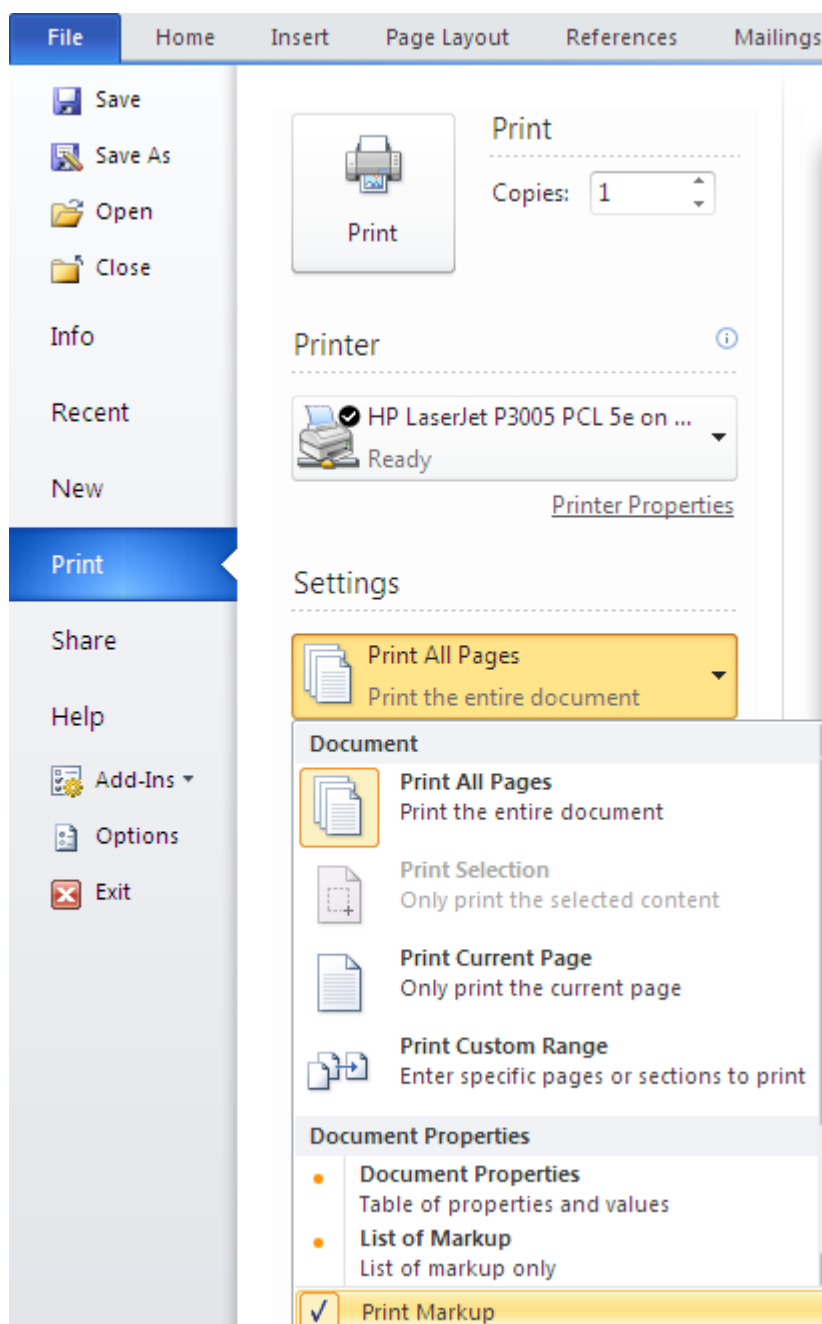 File Home Insert Page Layout References Mailings
Save
Save As
Open
Close
Info
Recent
New
Print
Share
Help
Add-Ins
Options
Exit
Print
Print
Copies: 1
Printer
HP LaserJet P3005 PCL 5e on ...
Ready
Printer Properties
Settings
Print All Pages
Print the entire document
Document
Print All Pages
Print the entire document
Print Selection
Only print the selected content
Print Current Page
Only print the current page
Print Custom Range
Enter specific pages or sections to print
Document Properties
Document Properties
Table of properties and values
List of Markup
List of markup only
Print Markup